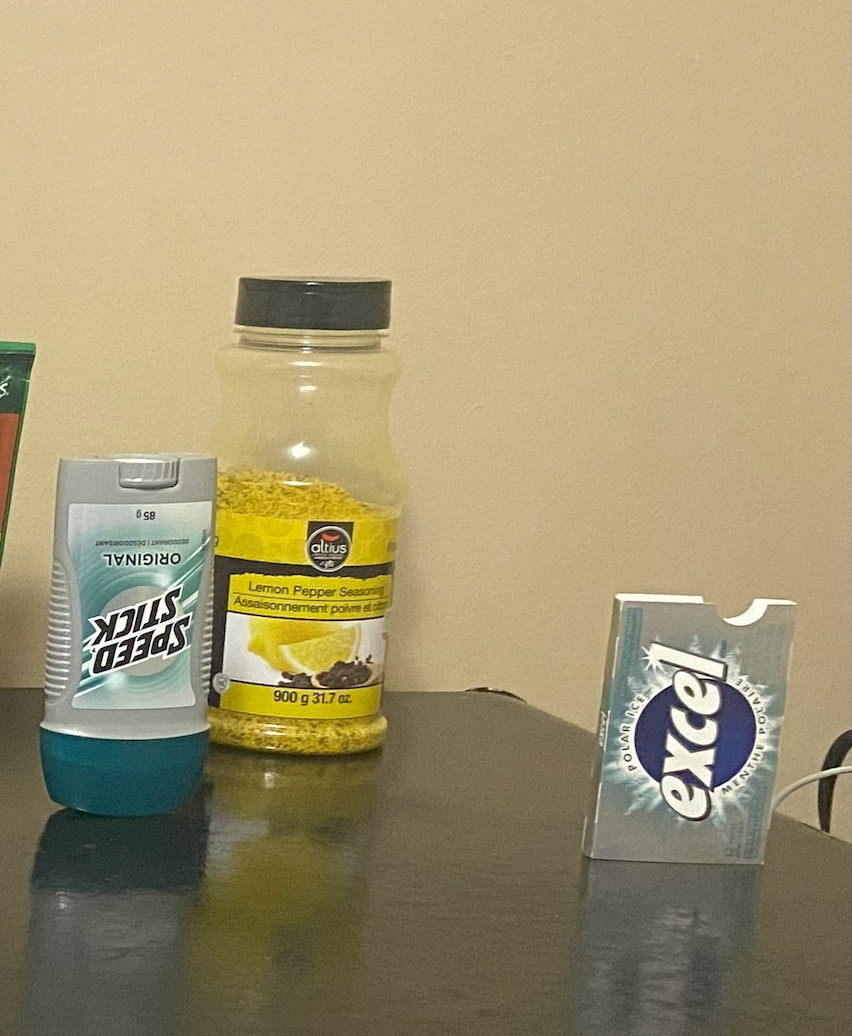 SPEED
STICK
ORIGINAL
DEODORANT | DÉSODORISANT
85 g
altius
Lemon Pepper Seasoning
Assaisonnement poivre et
900 g 31.7 oz.
POLAR ICE
excel
MENTHE POLAIRE